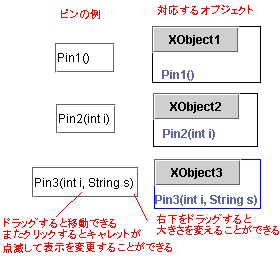 ピンの例
対応するオブジェクト
Pin1()
XObject1
Pin1()
Pin2(int i)
XObject2
Pin2(int i)
Pin3(int i, String s)
XObject3
Pin3(int i, String s)
ドラッグすると移動できる
またクリックするとキャレットが
点滅して表示を変更することができる
右下をドラッグすると
大きさを変えることができる